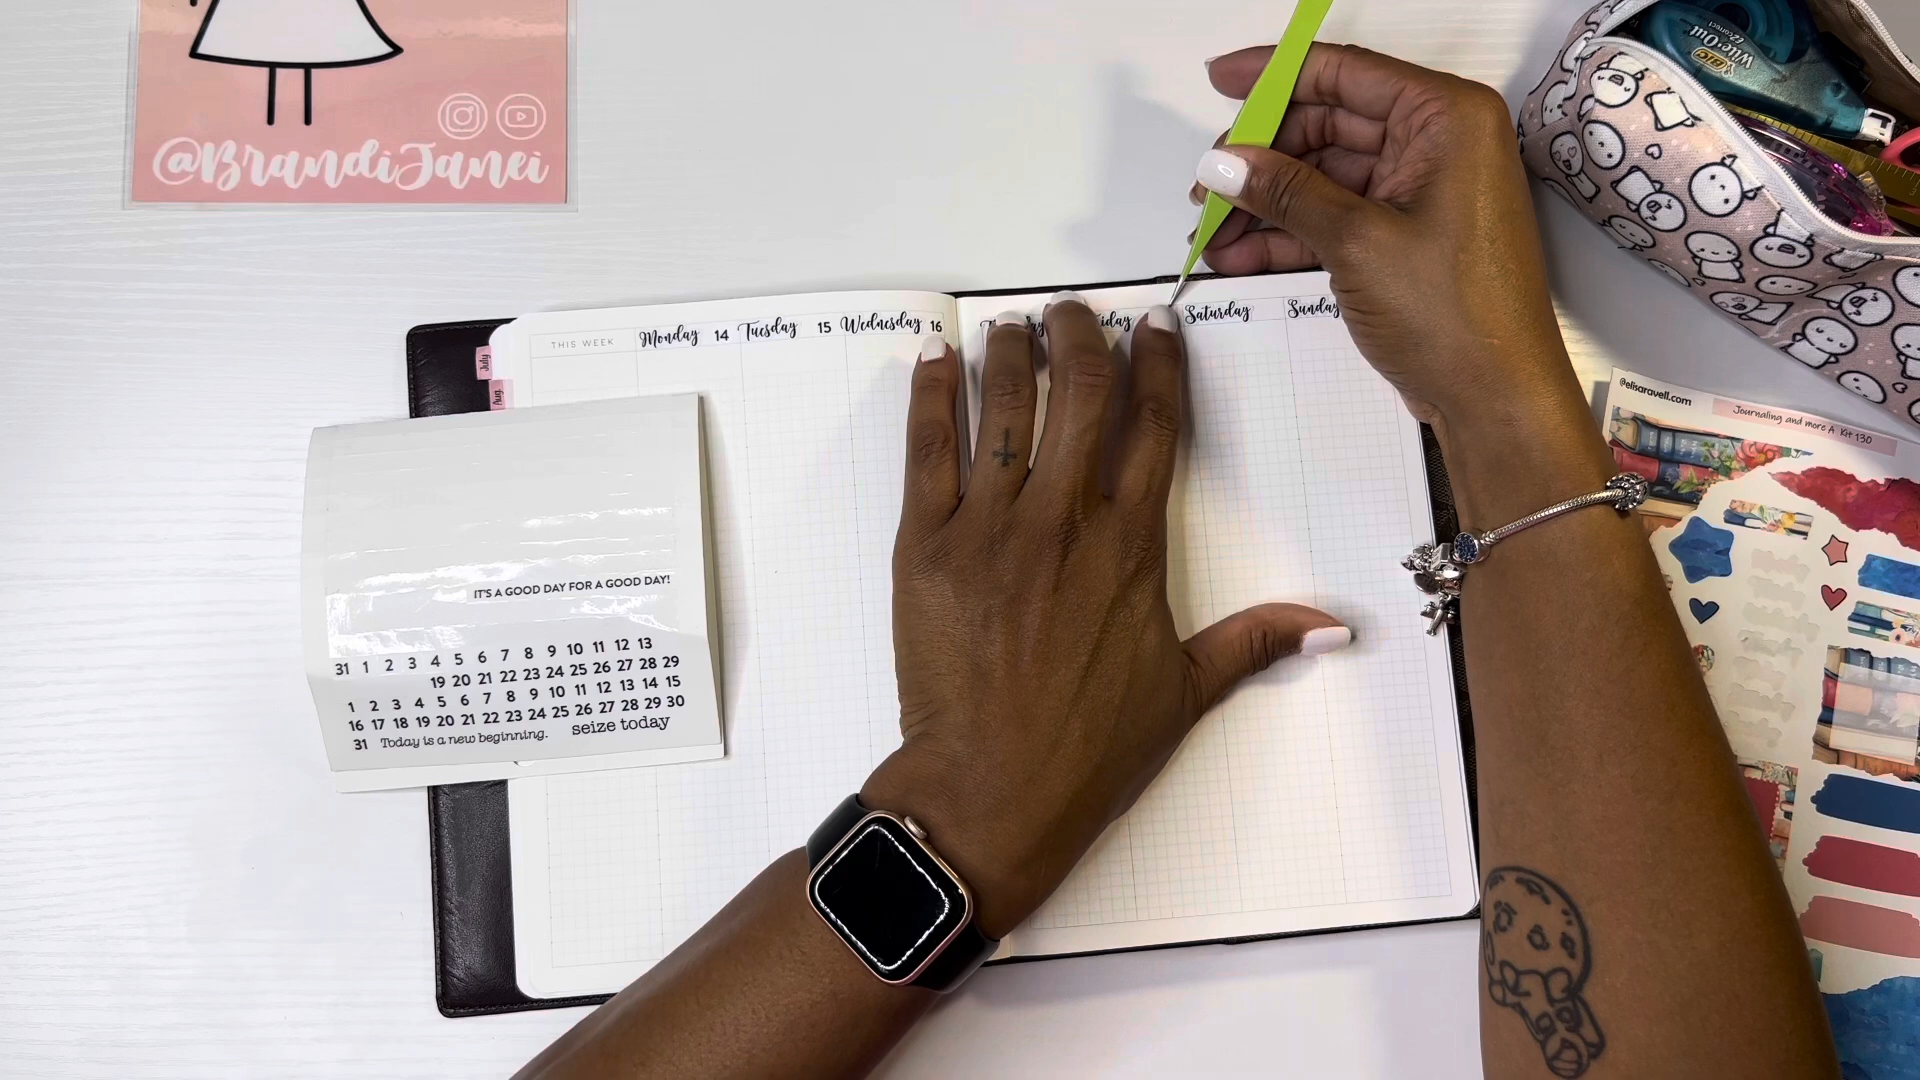 @BrandiJanei
BIC
Wite-Out
EZcorrect
THIS WEEK
Monday 14 Tuesday 15 Wednesday 16
Saturday
Sunday
July
Aug.
IT'S A GOOD DAY FOR A GOOD DAY!
31 1 2 3 4 5 6 7 8 9 10 11 12 13
19 20 21 22 23 24 25 26 27 28 29
1 2 3 4 5 6 7 8 9 10 11 12 13 14 15
16 17 18 19 20 21 22 23 24 25 26 27 28 29 30
31 Today is a new beginning. seize today
@elisaravell.com
Journaling and more A Kit 130